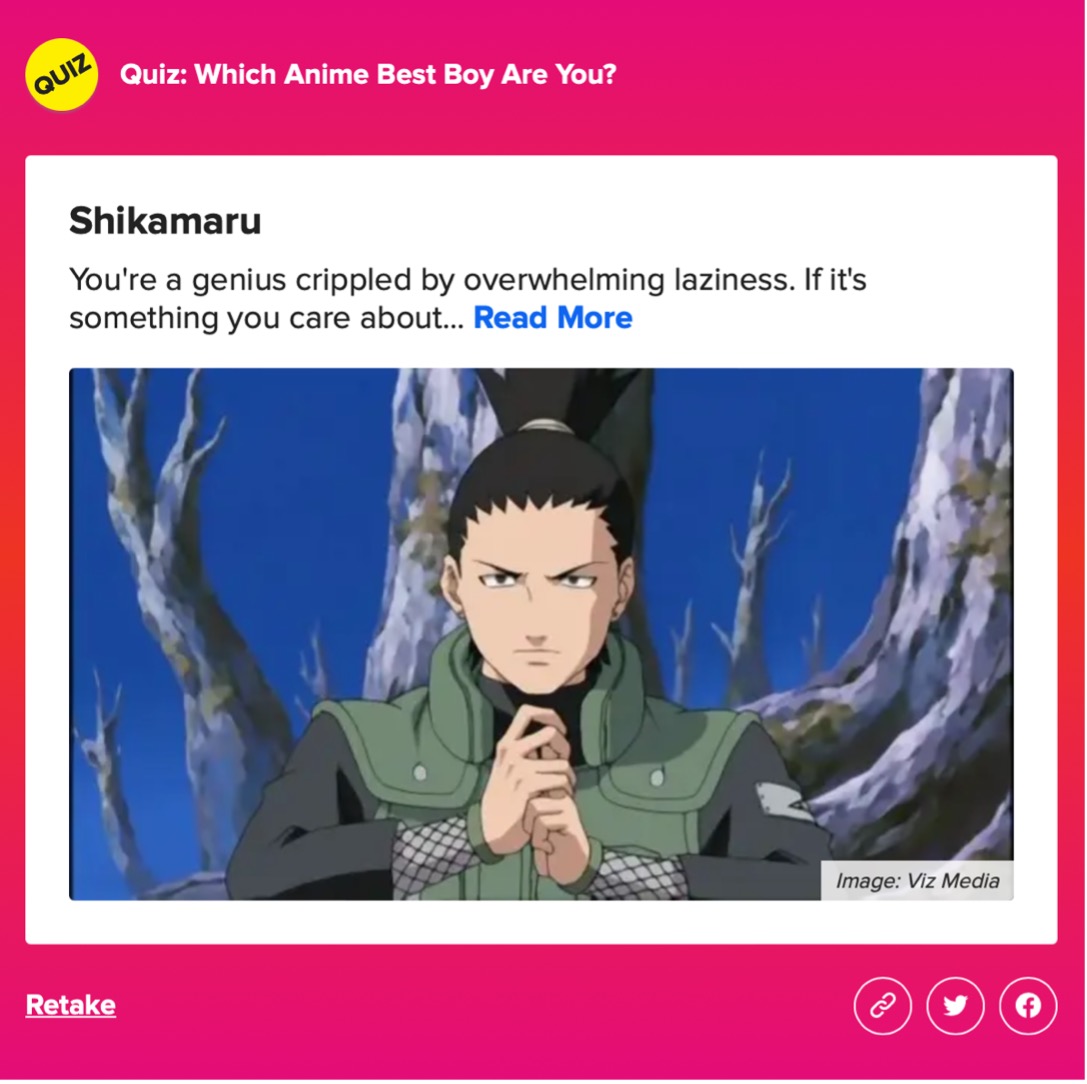 QUIZ
Quiz: Which Anime Best Boy Are You?
Shikamaru
You're a genius crippled by overwhelming laziness. If it's
something you care about... Read More
Image: Viz Media
Retake